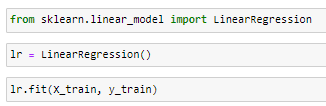 from sklearn.linear_model import LinearRegression
lr = LinearRegression()
lr.fit(X_train, y_train)